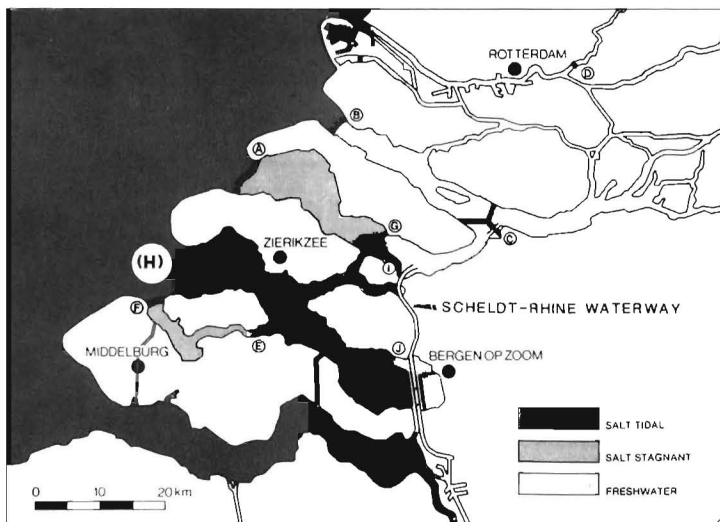 ROTTERDAM
D
B
A
G
ZIERIKZEE
C
(H)
I
SCHELDT-RHINE WATERWAY
F
E
J
MIDDELBURG
BERGEN OP ZOOM
SALT TIDAL
SALT STAGNANT
FRESHWATER
0 10 20 km